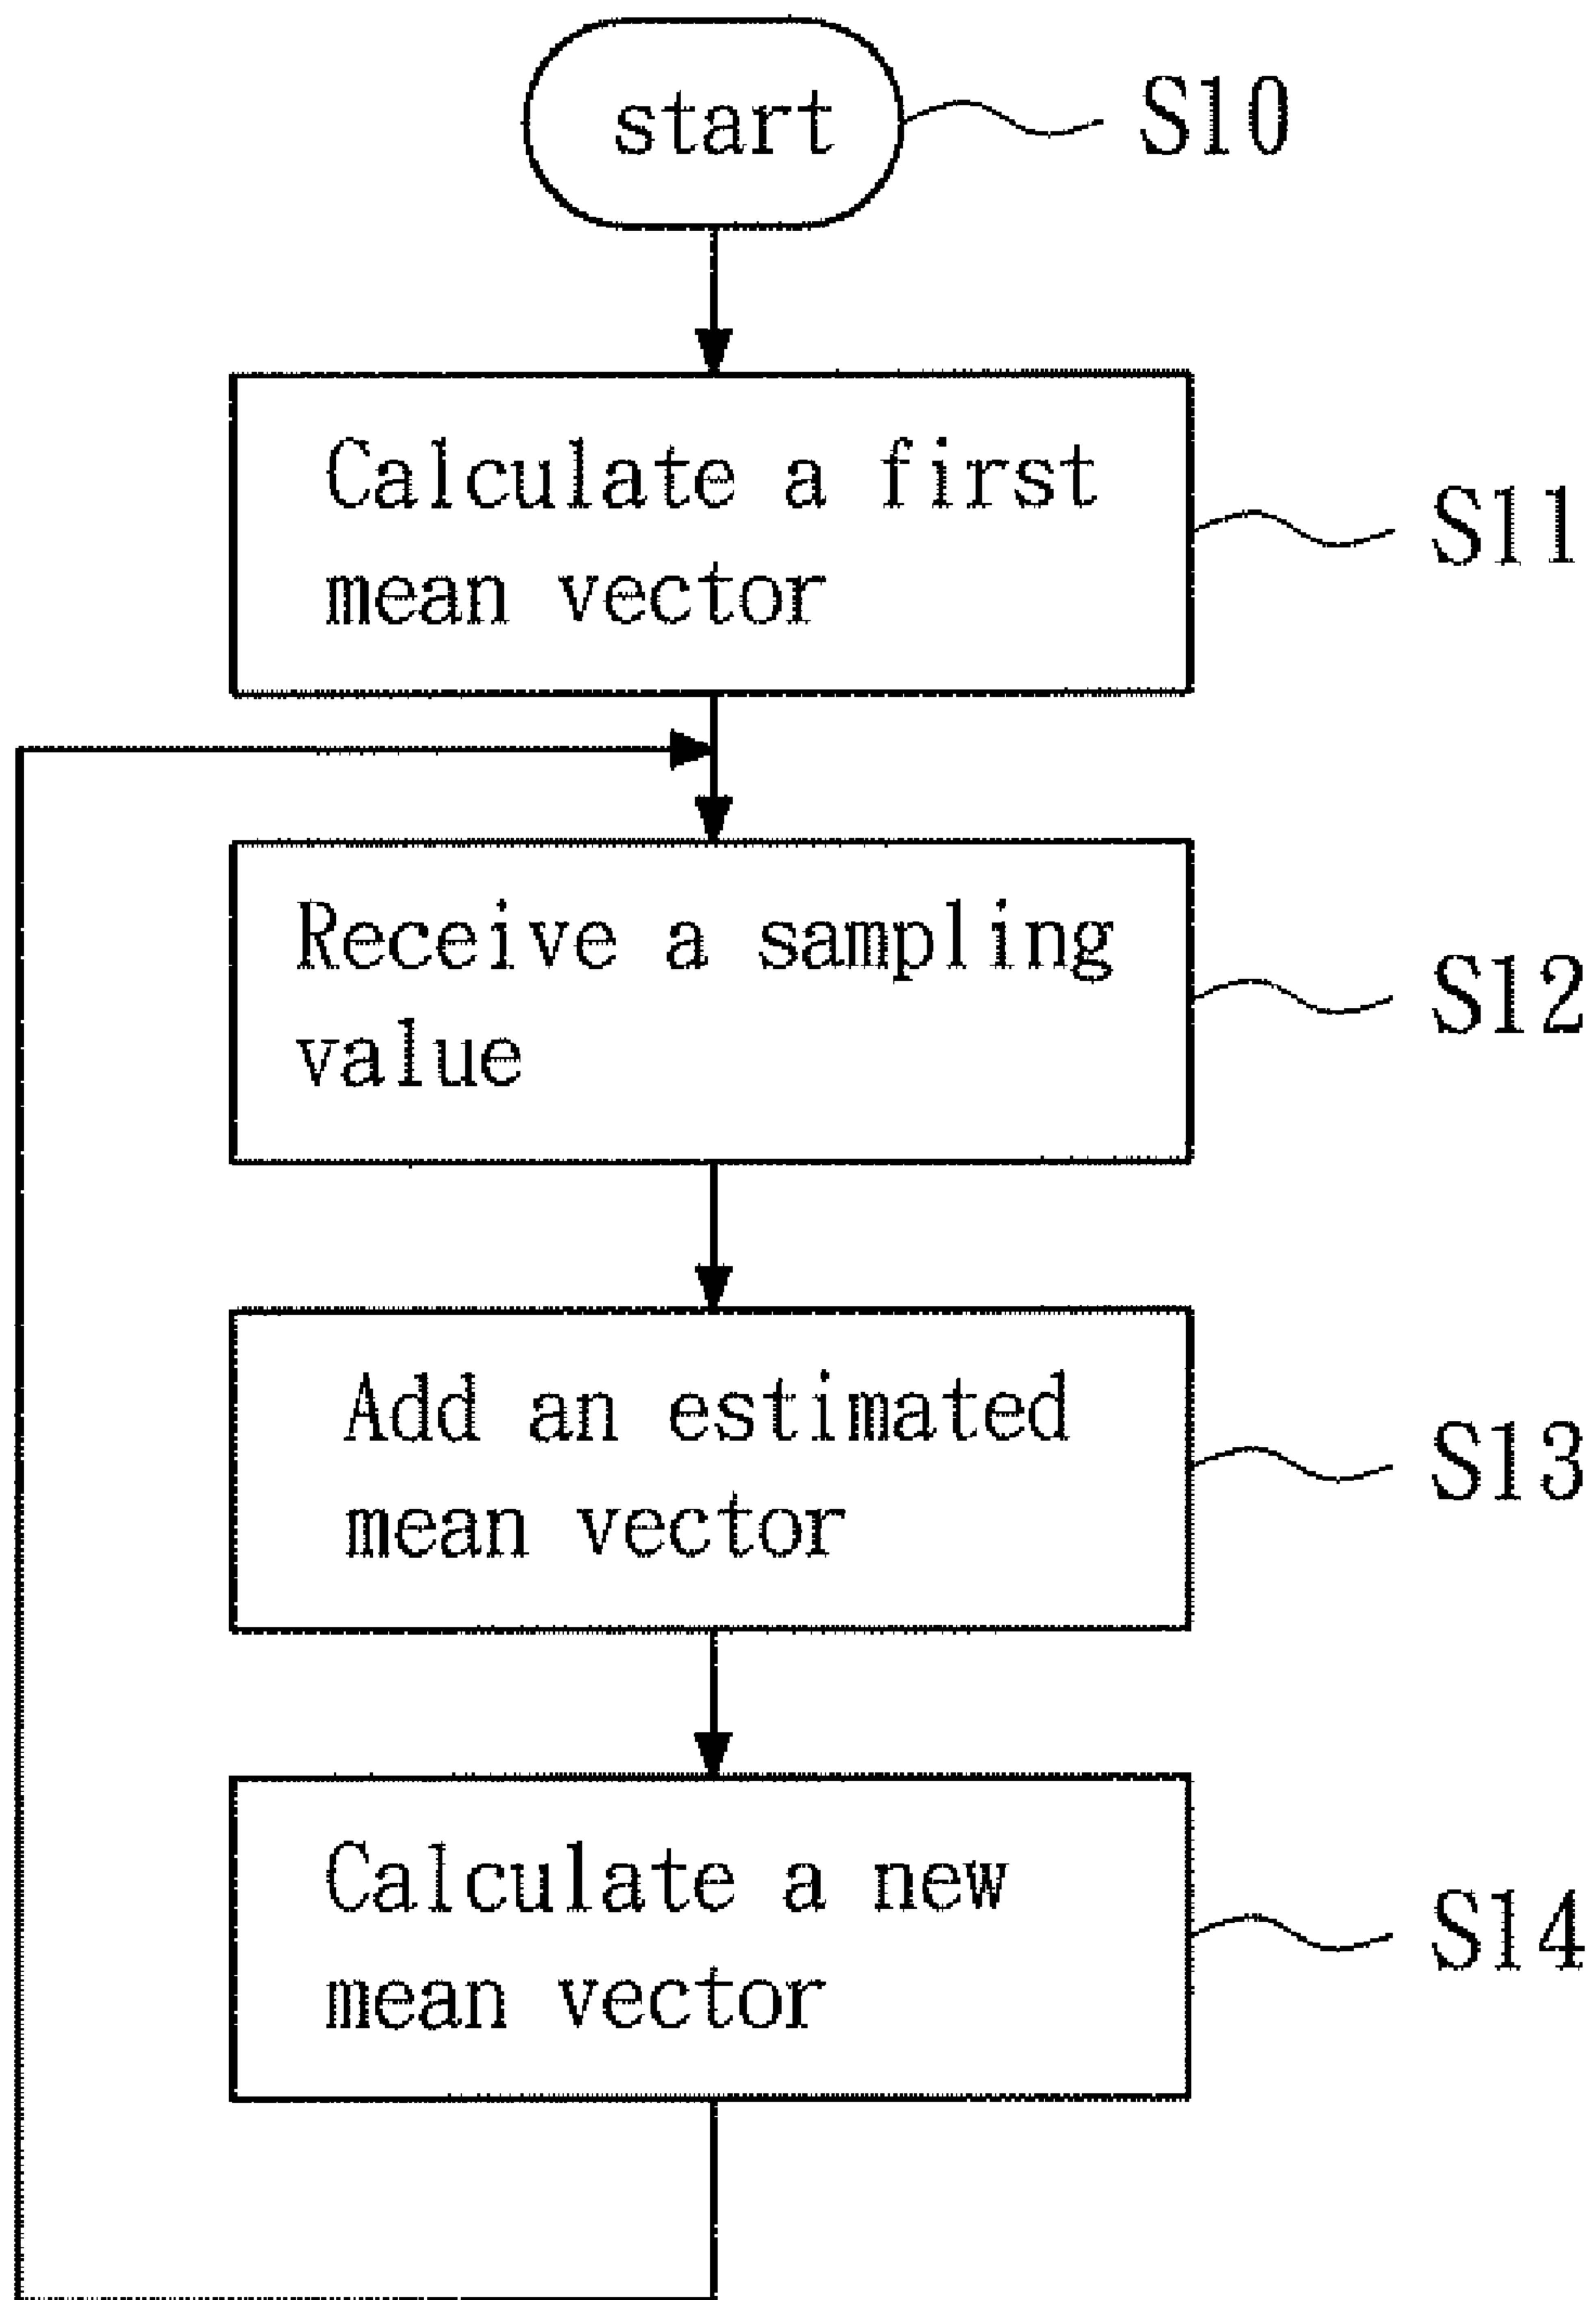 start
S10
Calculate a first
mean vector
S11
Receive a sampling
value
S12
Add an estimated
mean vector
S13
Calculate a new
mean vector
S14